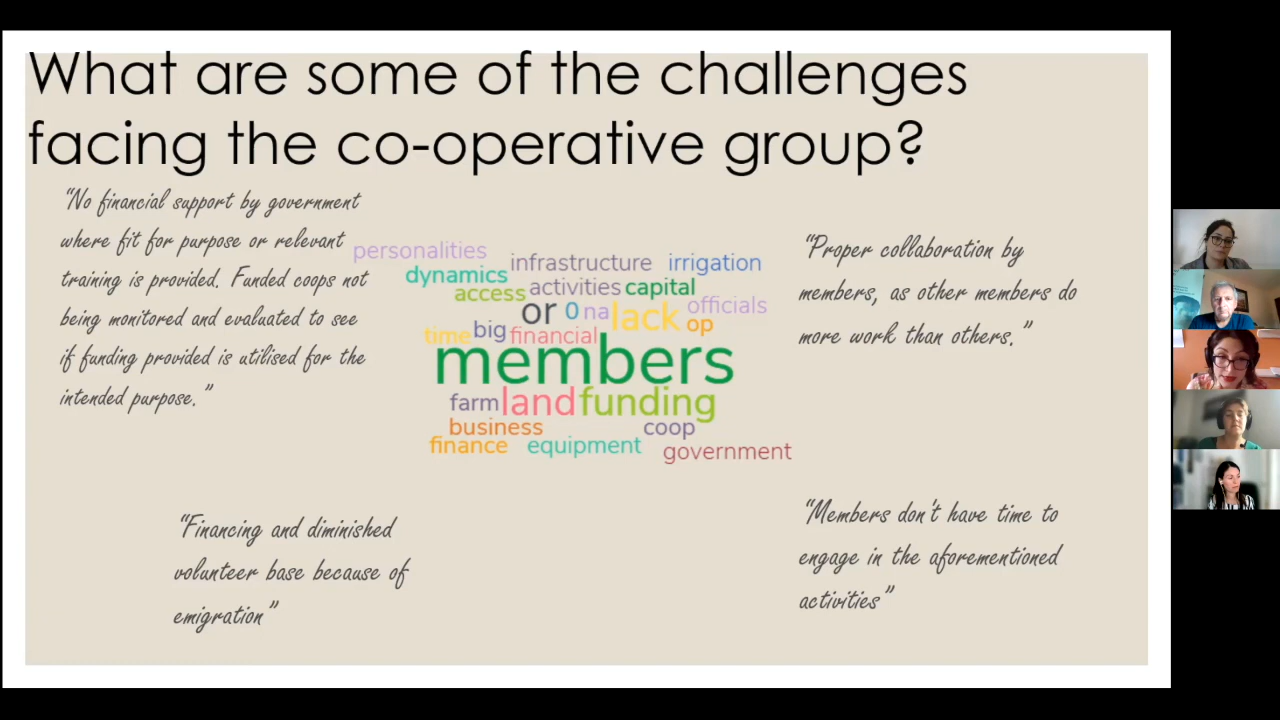 What are some of the challenges
facing the co-operative group?
“No financial support by government
where fit for purpose or relevant
training is provided. Funded coops not
being monitored and evaluated to see
if funding provided is utilised for the
intended purpose.”
personalities
dynamics infrastructure irrigation
access activities capital
or 0 na lack officials
time big financial op
members
farm land funding
business coop
finance equipment government
“Proper collaboration by
members, as other members do
more work than others.”
“Financing and diminished
volunteer base because of
emigration”
“Members don't have time to
engage in the aforementioned
activities”